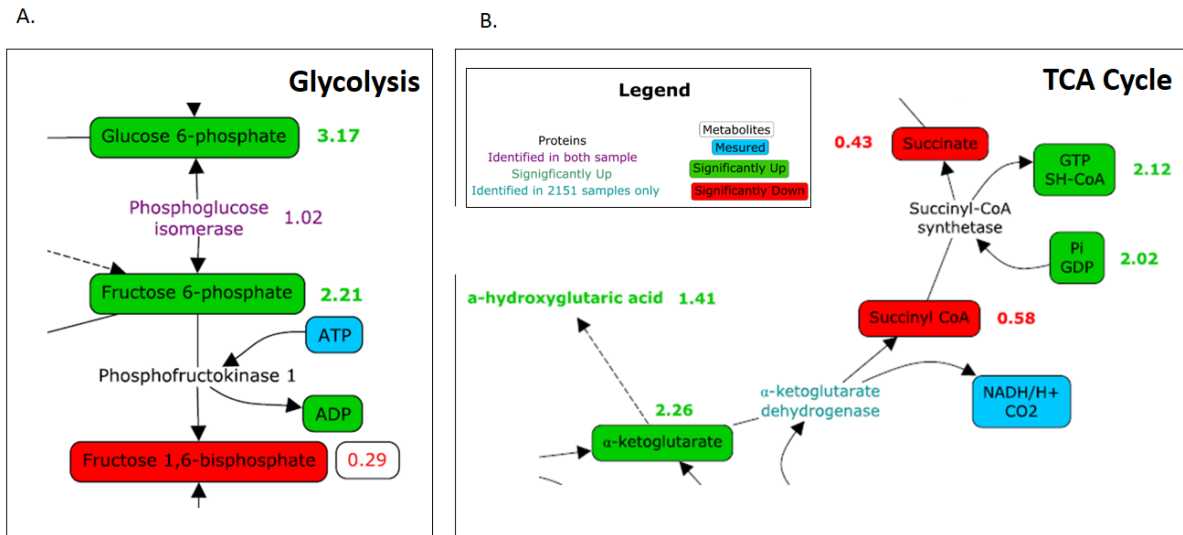 A.
B.
Glycolysis
Glucose 6-phosphate 3.17
Phosphoglucose
isomerase 1.02
Fructose 6-phosphate 2.21
ATP
Phosphofructokinase 1
ADP
Fructose 1,6-bisphosphate 0.29
TCA Cycle
Legend
Proteins
Identified in both sample
Signigficantly Up
Identified in 2151 samples only
Metabolites
Mesured
Significantly Up
Significantly Down
0.43 Succinate
GTP
SH-CoA 2.12
Succinyl-CoA
synthetase
Pi
GDP 2.02
a-hydroxyglutaric acid 1.41
Succinyl CoA 0.58
α-ketoglutarate
dehydrogenase
NADH/H+
CO2
2.26
α-ketoglutarate